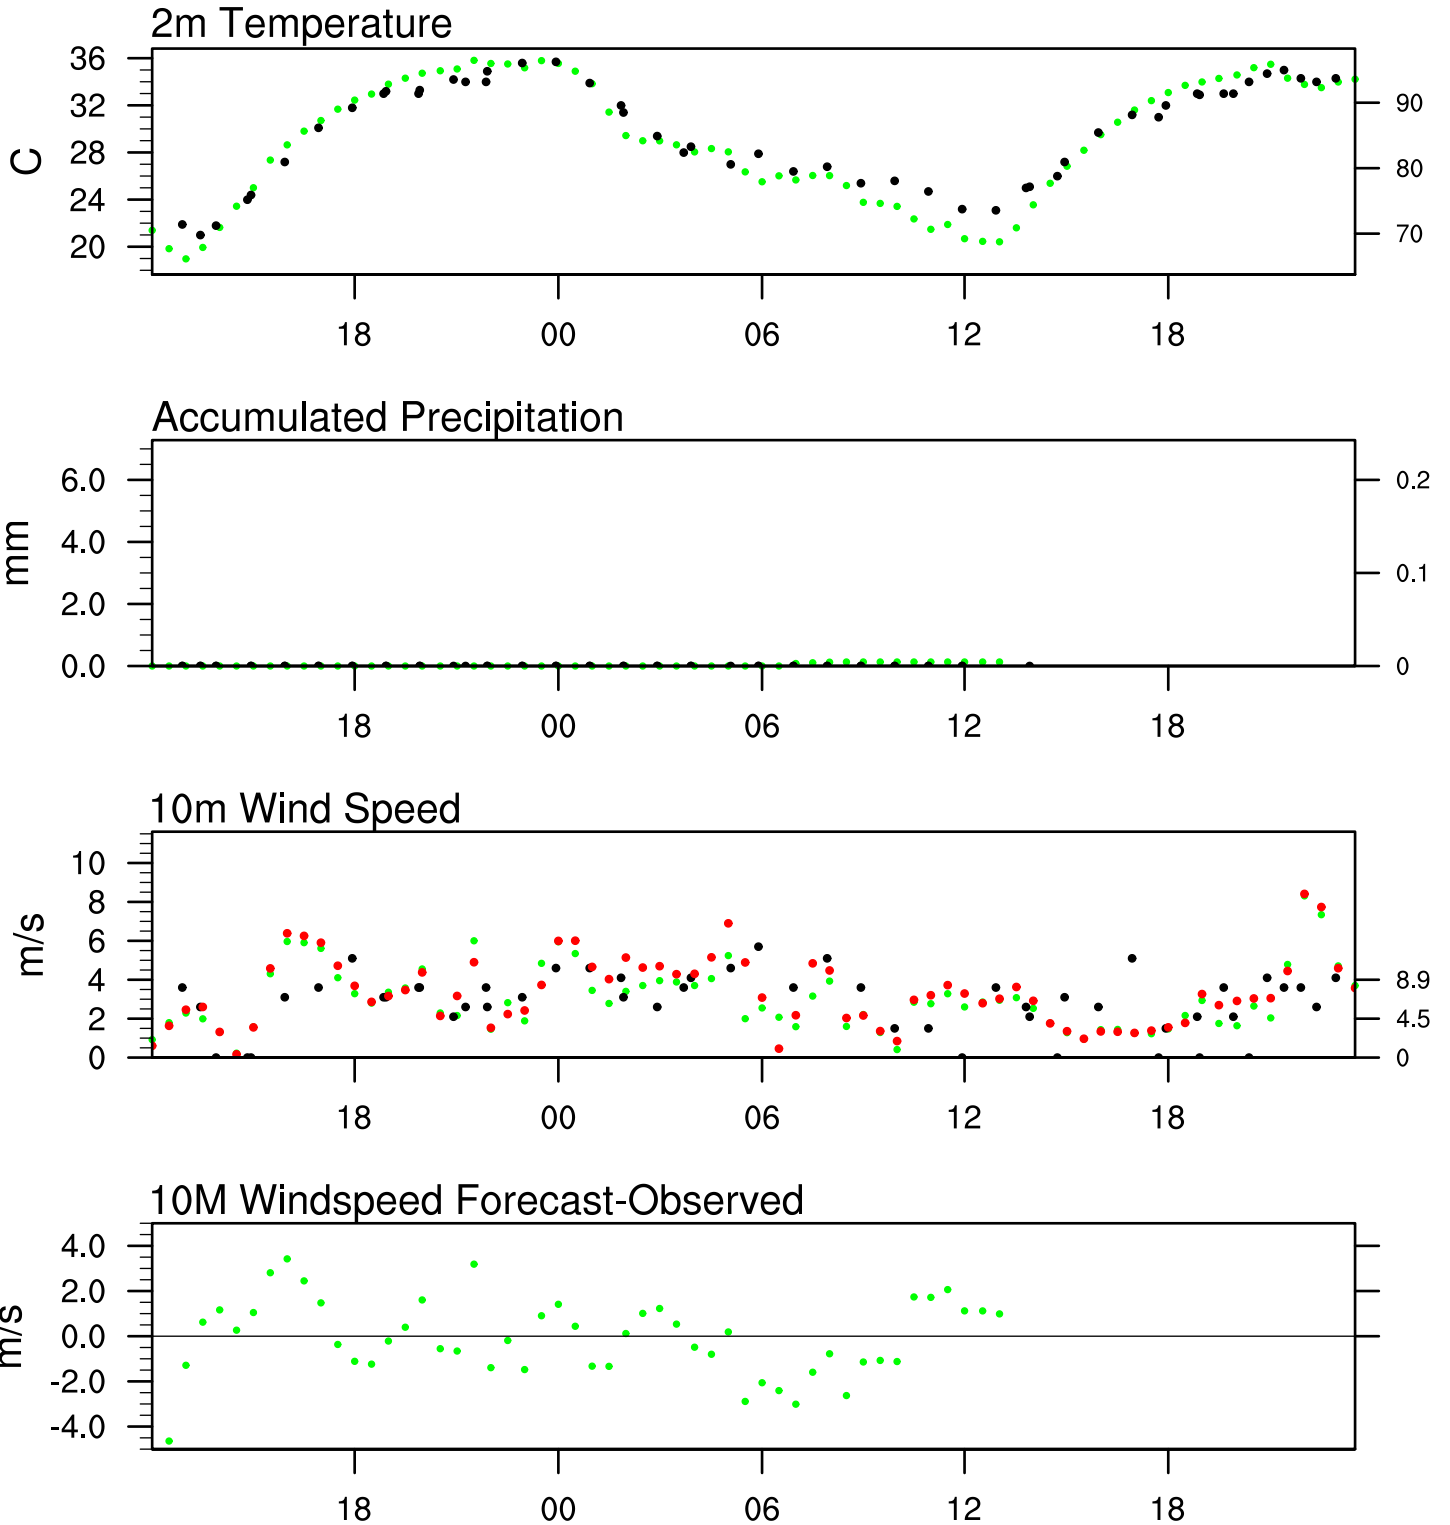 2m Temperature
36
32
90
28
C
80
24
20
70
18 00 06 12 18
Accumulated Precipitation
6.0
0.2
4.0
mm
0.1
2.0
0.0
0
18 00 06 12 18
10m Wind Speed
10
8
6
m/s
4
8.9
2
4.5
0
0
18 00 06 12 18
10M Windspeed Forecast-Observed
4.0
2.0
0.0
m/s
-2.0
-4.0
18 00 06 12 18